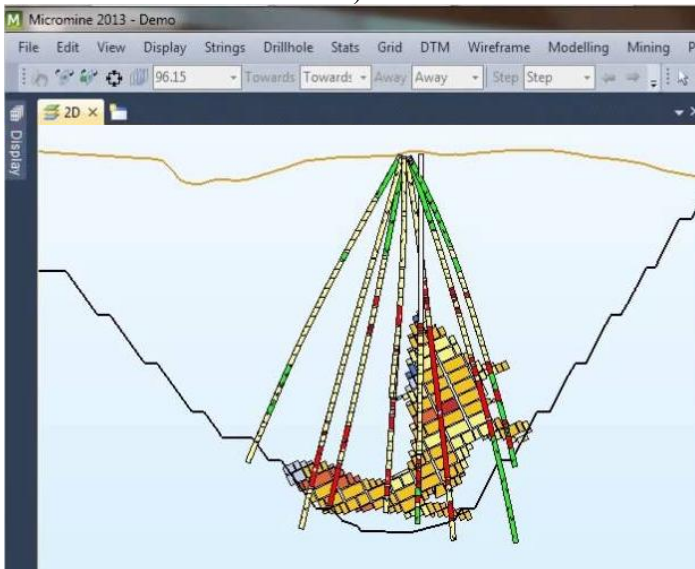 M Micromine 2013 - Demo
File Edit View Display Strings Drillhole Stats Grid DTM Wireframe Modelling Mining P
96.15 Towards Towards Away Away Step Step
2D
Display